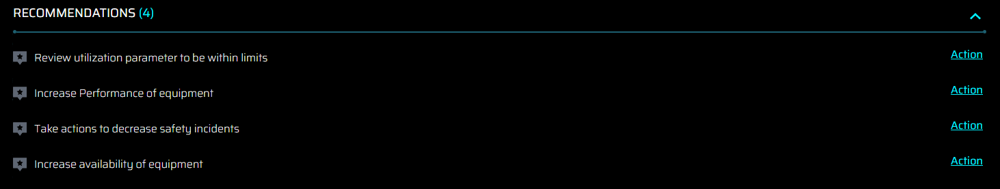 RECOMMENDATIONS (4)
Review utilization parameter to be within limits Action
Increase Performance of equipment Action
Take actions to decrease safety incidents Action
Increase availability of equipment Action